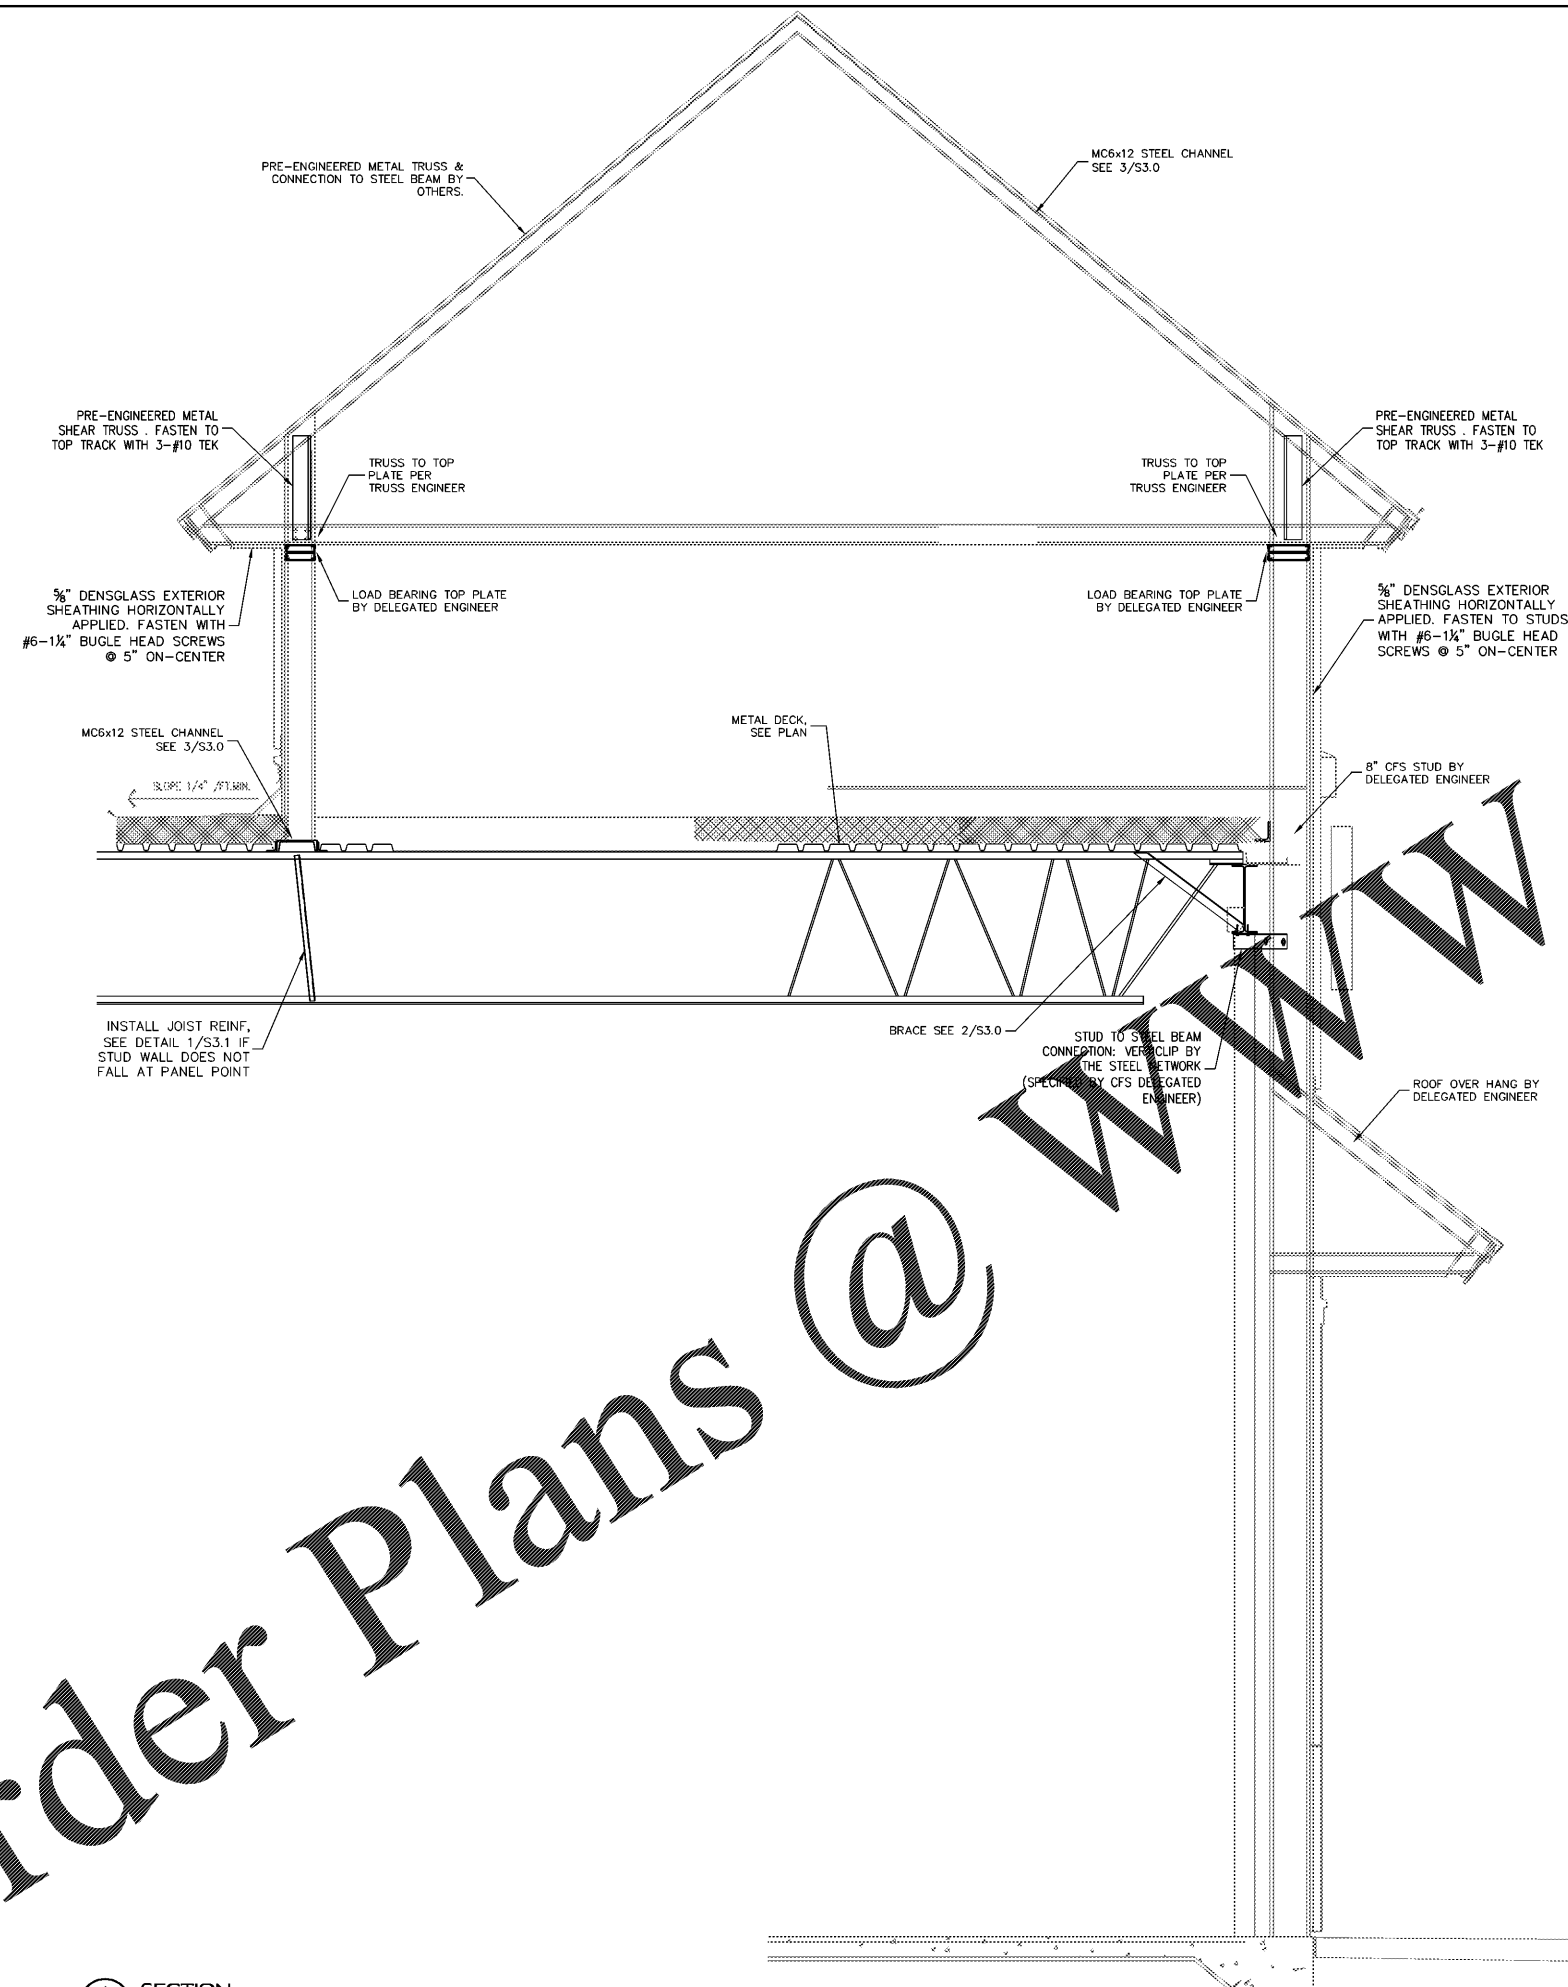 PRE-ENGINEERED METAL TRUSS &
CONNECTION TO STEEL BEAM BY
OTHERS.
MC6x12 STEEL CHANNEL
SEE 3/S3.0
PRE-ENGINEERED METAL
SHEAR TRUSS . FASTEN TO
TOP TRACK WITH 3-#10 TEK
TRUSS TO TOP
PLATE PER
TRUSS ENGINEER
TRUSS TO TOP
PLATE PER
TRUSS ENGINEER
PRE-ENGINEERED METAL
SHEAR TRUSS . FASTEN TO
TOP TRACK WITH 3-#10 TEK
⅝" DENSGLASS EXTERIOR
SHEATHING HORIZONTALLY
APPLIED. FASTEN WITH
#6-1¼" BUGLE HEAD SCREWS
@ 5" ON-CENTER
LOAD BEARING TOP PLATE
BY DELEGATED ENGINEER
LOAD BEARING TOP PLATE
BY DELEGATED ENGINEER
⅝" DENSGLASS EXTERIOR
SHEATHING HORIZONTALLY
APPLIED. FASTEN TO STUDS
WITH #6-1¼" BUGLE HEAD
SCREWS @ 5" ON-CENTER
MC6x12 STEEL CHANNEL
SEE 3/S3.0
METAL DECK,
SEE PLAN
SLOPE 1/4" /FT.MIN.
8" CFS STUD BY
DELEGATED ENGINEER
INSTALL JOIST REINF,
SEE DETAIL 1/S3.1 IF
STUD WALL DOES NOT
FALL AT PANEL POINT
BRACE SEE 2/S3.0
STUD TO STEEL BEAM
CONNECTION: VERTICLIP BY
THE STEEL NETWORK
(SPECIFIED BY CFS DELEGATED
ENGINEER)
ROOF OVER HANG BY
DELEGATED ENGINEER
rder Plans @ www
SECTION